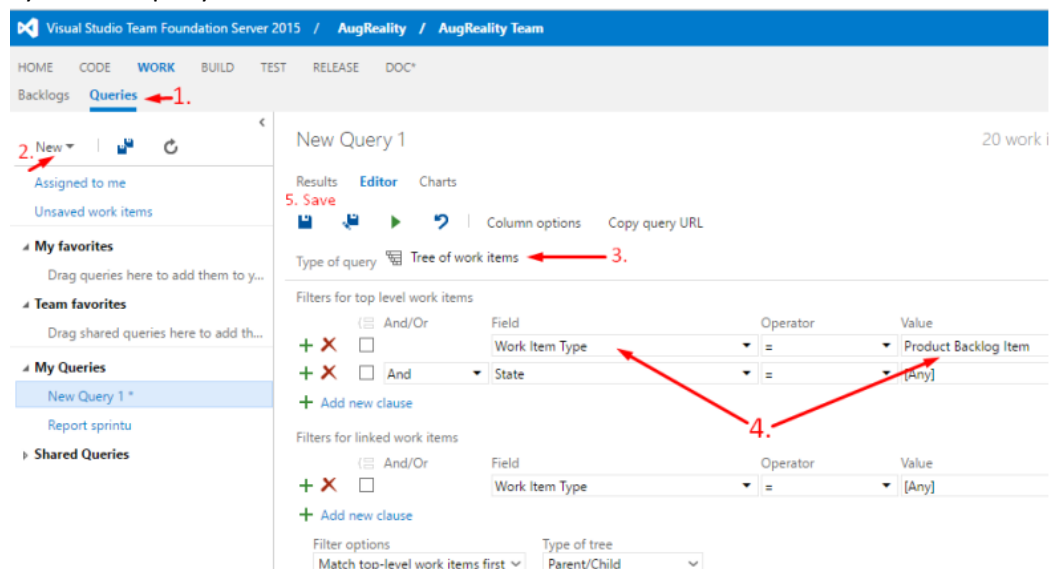 Visual Studio Team Foundation Server 2015 / AugReality / AugReality Team
HOME CODE WORK BUILD TEST RELEASE DOC*
Backlogs Queries 1.
2. New
Assigned to me
Unsaved work items
My favorites
Drag queries here to add them to y...
Team favorites
Drag shared queries here to add th...
My Queries
New Query 1 *
Report sprintu
Shared Queries
New Query 1 20 work
Results Editor Charts
5. Save
Column options Copy query URL
Type of query Tree of work items 3.
Filters for top level work items
And/Or Field Operator Value
Work Item Type = Product Backlog Item
And State = [Any]
+ Add new clause
4.
Filters for linked work items
And/Or Field Operator Value
Work Item Type = [Any]
+ Add new clause
Filter options Type of tree
Match top-level work items first Parent/Child